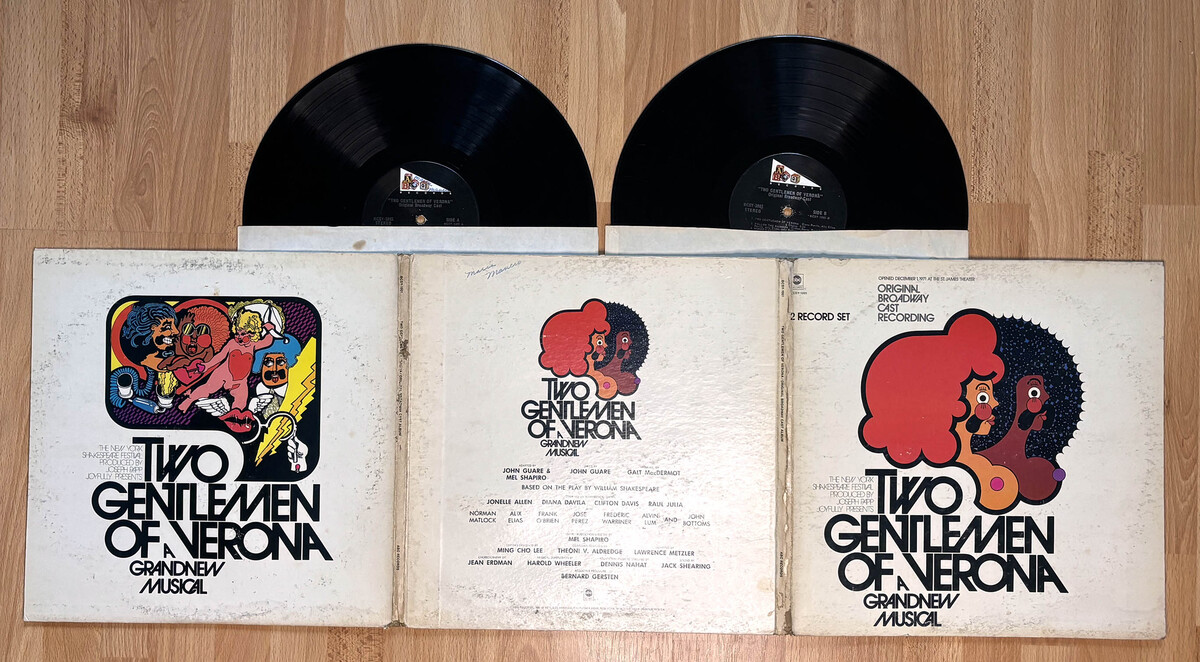 RECORDS
"TWO GENTLEMEN OF VERONA"
Original Broadway Cast
STEREO
SIDE A
RECORDS
"TWO GENTLEMEN OF VERONA"
Original Broadway Cast
STEREO
SIDE B
THE NEW YORK
SHAKESPEARE FESTIVAL
PRODUCED BY
JOSEPH PAPP
JOYFULLY PRESENTS
TWO
GENTLEMEN
OF A VERONA
GRANDNEW
MUSICAL
Maria
TWO
GENTLEMEN
OF A VERONA
GRANDNEW
MUSICAL
JOHN GUARE & JOHN GUARE GALT MacDERMOT
MEL SHAPIRO
BASED ON THE PLAY BY WILLIAM SHAKESPEARE
JONELLE ALLEN DIANA DAVILA CLIFTON DAVIS RAUL JULIA
NORMAN ALIX FRANK JOSE FREDERIC ALVIN AND JOHN
MATLOCK ELIAS O'BRIEN PEREZ WARRINER LUM BOTTOMS
MEL SHAPIRO
MING CHO LEE THEONI V. ALDREDGE LAWRENCE METZLER
JEAN ERDMAN HAROLD WHEELER DENNIS NAHAT JACK SHEARING
BERNARD GERSTEN
OPENED DECEMBER 1, 1971 AT THE ST. JAMES THEATER
ORIGINAL
BROADWAY
CAST
RECORDING
2 RECORD SET
THE NEW YORK
SHAKESPEARE FESTIVAL
PRODUCED BY
JOSEPH PAPP
JOYFULLY PRESENTS
TWO
GENTLEMEN
OF A VERONA
GRANDNEW
MUSICAL